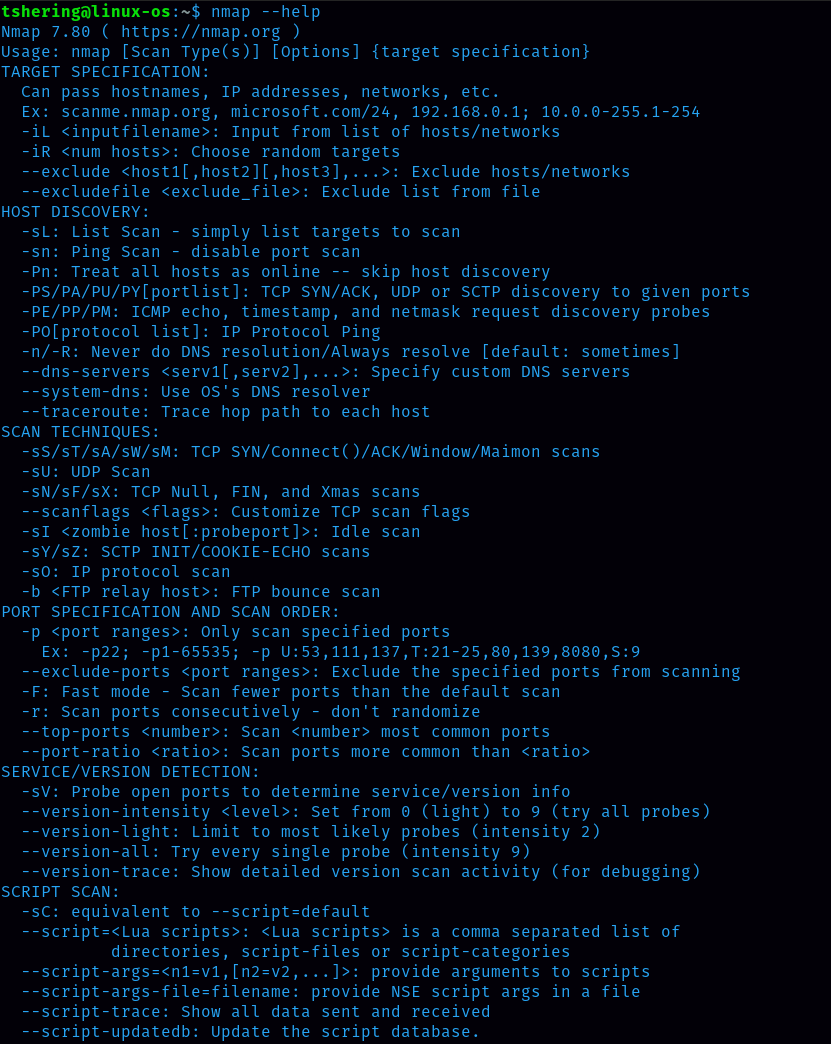 tshering@linux-os:~$ nmap --help
Nmap 7.80 ( https://nmap.org )
Usage: nmap [Scan Type(s)] [Options] {target specification}
TARGET SPECIFICATION:
  Can pass hostnames, IP addresses, networks, etc.
  Ex: scanme.nmap.org, microsoft.com/24, 192.168.0.1; 10.0.0-255.1-254
  -iL <inputfilename>: Input from list of hosts/networks
  -iR <num hosts>: Choose random targets
  --exclude <host1[,host2][,host3],...>: Exclude hosts/networks
  --excludefile <exclude_file>: Exclude list from file
HOST DISCOVERY:
  -sL: List Scan - simply list targets to scan
  -sn: Ping Scan - disable port scan
  -Pn: Treat all hosts as online -- skip host discovery
  -PS/PA/PU/PY[portlist]: TCP SYN/ACK, UDP or SCTP discovery to given ports
  -PE/PP/PM: ICMP echo, timestamp, and netmask request discovery probes
  -PO[protocol list]: IP Protocol Ping
  -n/-R: Never do DNS resolution/Always resolve [default: sometimes]
  --dns-servers <serv1[,serv2],...>: Specify custom DNS servers
  --system-dns: Use OS's DNS resolver
  --traceroute: Trace hop path to each host
SCAN TECHNIQUES:
  -sS/sT/sA/sW/sM: TCP SYN/Connect()/ACK/Window/Maimon scans
  -sU: UDP Scan
  -sN/sF/sX: TCP Null, FIN, and Xmas scans
  --scanflags <flags>: Customize TCP scan flags
  -sI <zombie host[:probeport]>: Idle scan
  -sY/sZ: SCTP INIT/COOKIE-ECHO scans
  -sO: IP protocol scan
  -b <FTP relay host>: FTP bounce scan
PORT SPECIFICATION AND SCAN ORDER:
  -p <port ranges>: Only scan specified ports
    Ex: -p22; -p1-65535; -p U:53,111,137,T:21-25,80,139,8080,S:9
  --exclude-ports <port ranges>: Exclude the specified ports from scanning
  -F: Fast mode - Scan fewer ports than the default scan
  -r: Scan ports consecutively - don't randomize
  --top-ports <number>: Scan <number> most common ports
  --port-ratio <ratio>: Scan ports more common than <ratio>
SERVICE/VERSION DETECTION:
  -sV: Probe open ports to determine service/version info
  --version-intensity <level>: Set from 0 (light) to 9 (try all probes)
  --version-light: Limit to most likely probes (intensity 2)
  --version-all: Try every single probe (intensity 9)
  --version-trace: Show detailed version scan activity (for debugging)
SCRIPT SCAN:
  -sC: equivalent to --script=default
  --script=<Lua scripts>: <Lua scripts> is a comma separated list of
           directories, script-files or script-categories
  --script-args=<n1=v1,[n2=v2,...]>: provide arguments to scripts
  --script-args-file=filename: provide NSE script args in a file
  --script-trace: Show all data sent and received
  --script-updatedb: Update the script database.